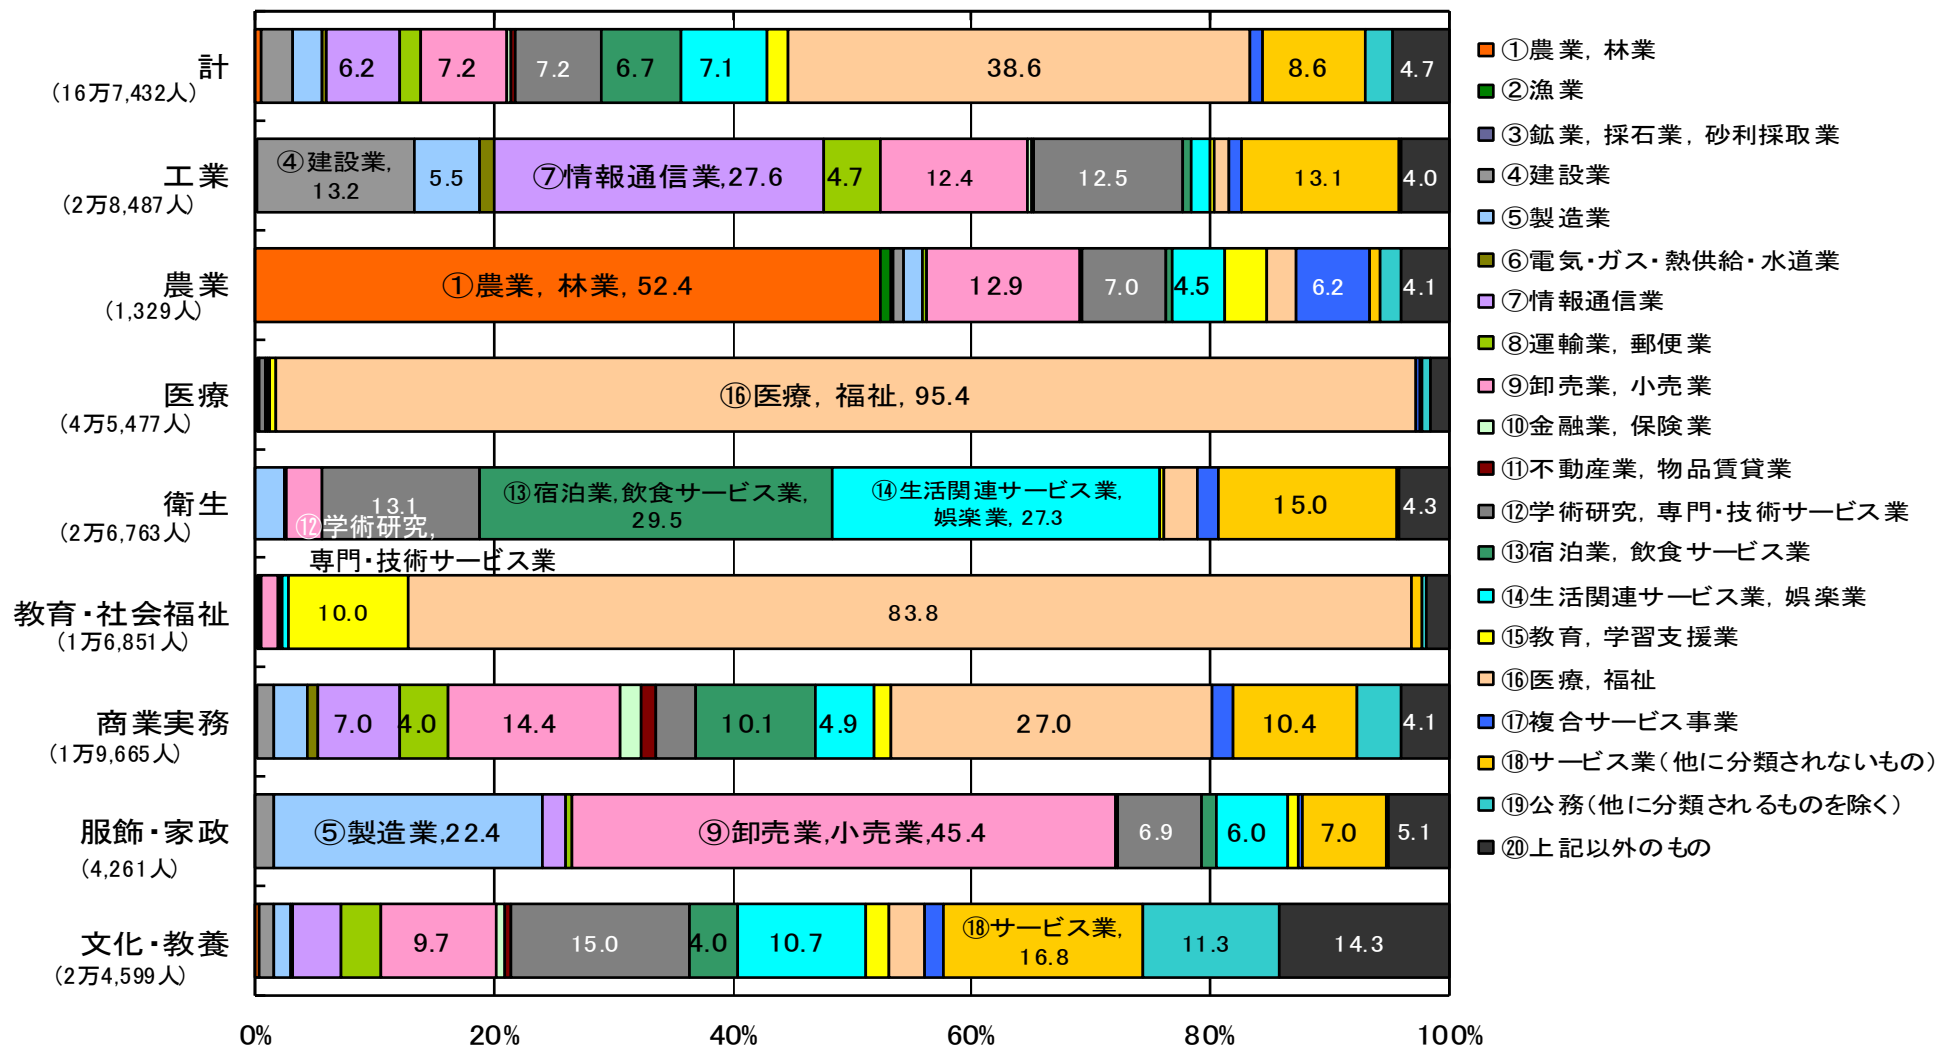 計
(16万7,432人)
6.2
7.2
7.2
6.7
7.1
38.6
8.6
4.7
工業
(2万8,487人)
④建設業,
13.2
5.5
⑦情報通信業,27.6
4.7
12.4
12.5
13.1
4.0
農業
(1,329人)
①農業, 林業, 52.4
12.9
7.0
4.5
6.2
4.1
医療
(4万5,477人)
⑯医療, 福祉, 95.4
衛生
(2万6,763人)
13.1
⑫学術研究,
専門・技術サービス業
⑬宿泊業, 飲食サービス業,
29.5
⑭生活関連サービス業,
娯楽業, 27.3
15.0
4.3
教育・社会福祉
(1万6,851人)
10.0
83.8
商業実務
(1万9,665人)
7.0
4.0
14.4
10.1
4.9
27.0
10.4
4.1
服飾・家政
(4,261人)
⑤製造業,22.4
⑨卸売業,小売業,45.4
6.9
6.0
7.0
5.1
文化・教養
(2万4,599人)
9.7
15.0
4.0
10.7
⑱サービス業,
16.8
11.3
14.3
0%
20%
40%
60%
80%
100%
①農業, 林業
②漁業
③鉱業, 採石業, 砂利採取業
④建設業
⑤製造業
⑥電気・ガス・熱供給・水道業
⑦情報通信業
⑧運輸業, 郵便業
⑨卸売業, 小売業
⑩金融業, 保険業
⑪不動産業, 物品賃貸業
⑫学術研究, 専門・技術サービス業
⑬宿泊業, 飲食サービス業
⑭生活関連サービス業, 娯楽業
⑮教育, 学習支援業
⑯医療, 福祉
⑰複合サービス事業
⑱サービス業(他に分類されないもの)
⑲公務(他に分類されるものを除く)
⑳上記以外のもの